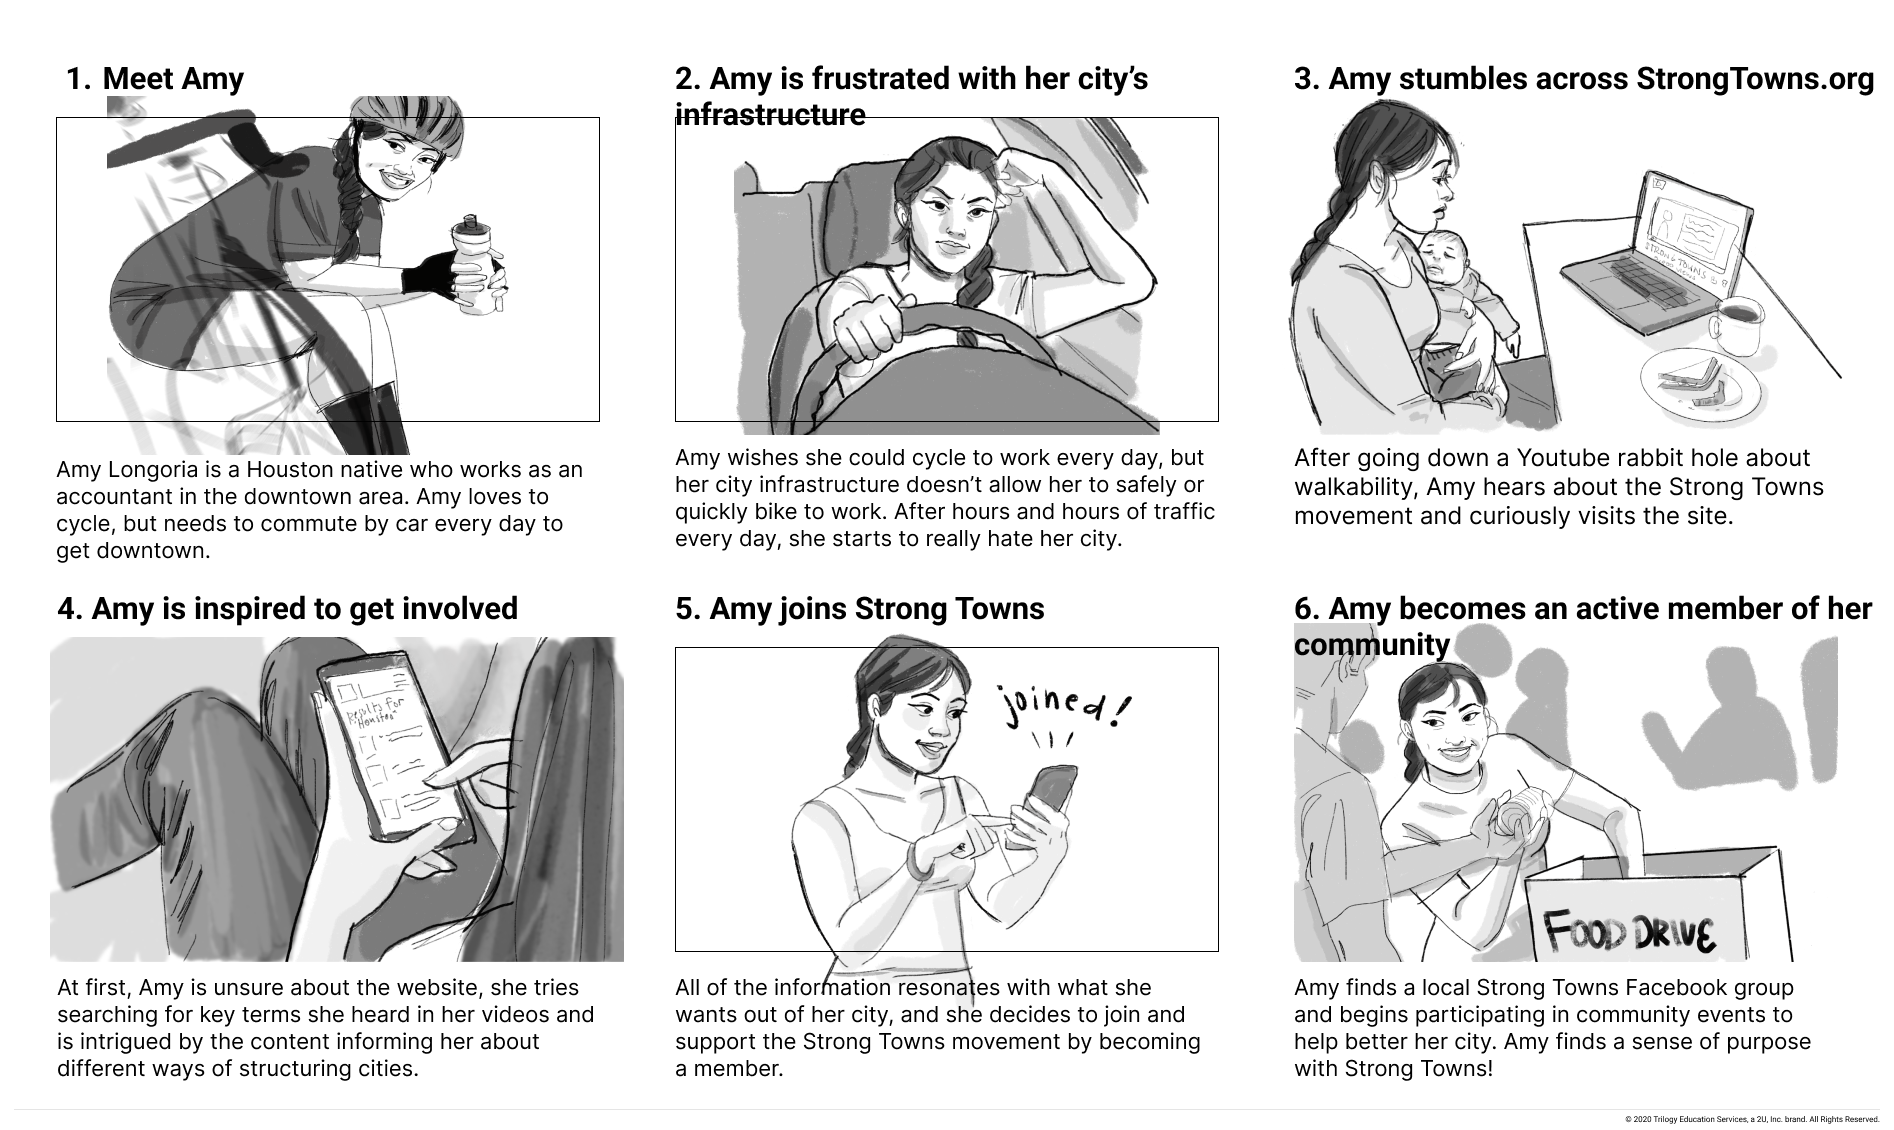 1. Meet Amy
Amy Longoria is a Houston native who works as an
accountant in the downtown area. Amy loves to
cycle, but needs to commute by car every day to
get downtown.
2. Amy is frustrated with her city’s
infrastructure
Amy wishes she could cycle to work every day, but
her city infrastructure doesn’t allow her to safely or
quickly bike to work. After hours and hours of traffic
every day, she starts to really hate her city.
3. Amy stumbles across StrongTowns.org
STRONG TOWNS
After going down a Youtube rabbit hole about
walkability, Amy hears about the Strong Towns
movement and curiously visits the site.
4. Amy is inspired to get involved
Results for
"Houston"
At first, Amy is unsure about the website, she tries
searching for key terms she heard in her videos and
is intrigued by the content informing her about
different ways of structuring cities.
5. Amy joins Strong Towns
joined!
All of the information resonates with what she
wants out of her city, and she decides to join and
support the Strong Towns movement by becoming
a member.
6. Amy becomes an active member of her
community
FOOD DRIVE
Amy finds a local Strong Towns Facebook group
and begins participating in community events to
help better her city. Amy finds a sense of purpose
with Strong Towns!
© 2020 Trilogy Education Services, a 2U, Inc. brand. All Rights Reserved.